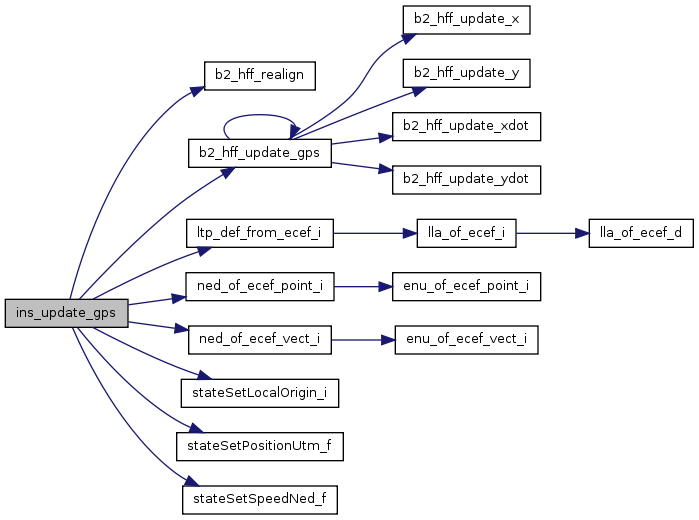 b2_hff_update_x
b2_hff_realign
b2_hff_update_y
b2_hff_update_xdot
b2_hff_update_gps
b2_hff_update_ydot
ltp_def_from_ecef_i
lla_of_ecef_i
lla_of_ecef_d
ned_of_ecef_point_i
enu_of_ecef_point_i
ins_update_gps
ned_of_ecef_vect_i
enu_of_ecef_vect_i
stateSetLocalOrigin_i
stateSetPositionUtm_f
stateSetSpeedNed_f